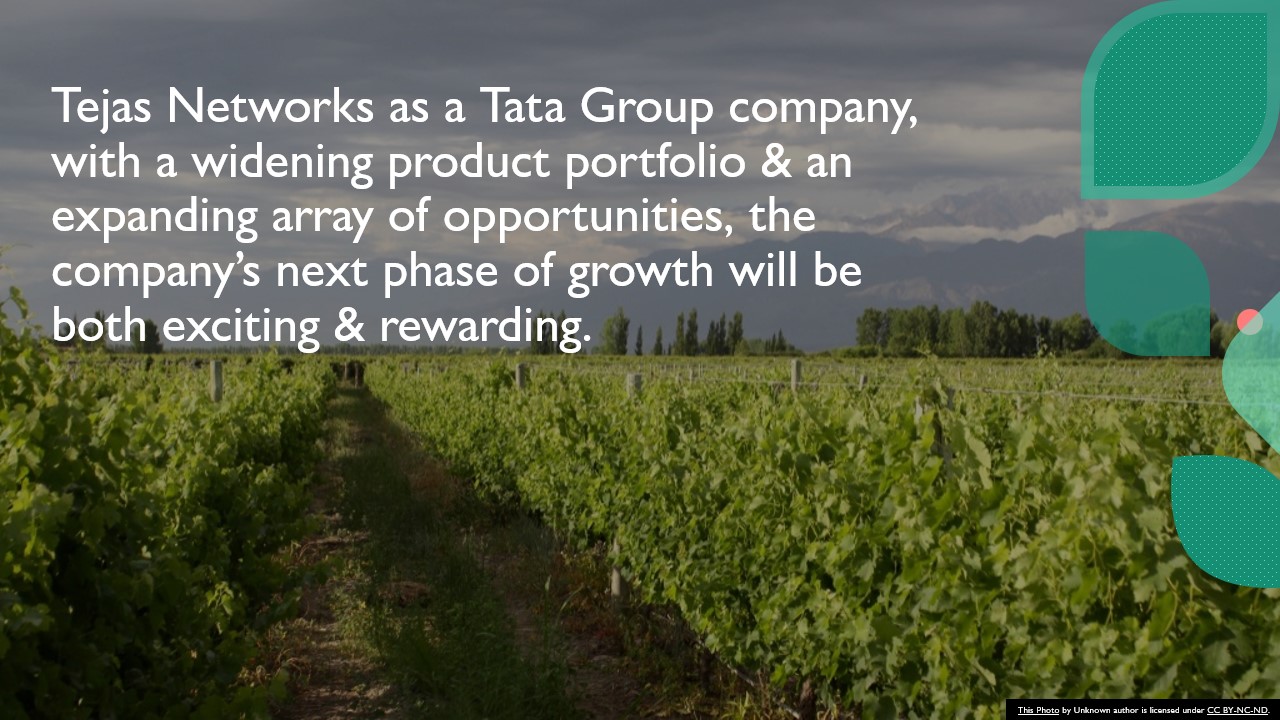 Tejas Networks as a Tata Group company,
with a widening product portfolio & an
expanding array of opportunities, the
company’s next phase of growth will be
both exciting & rewarding.
This Photo by Unknown author is licensed under CC BY-NC-ND.